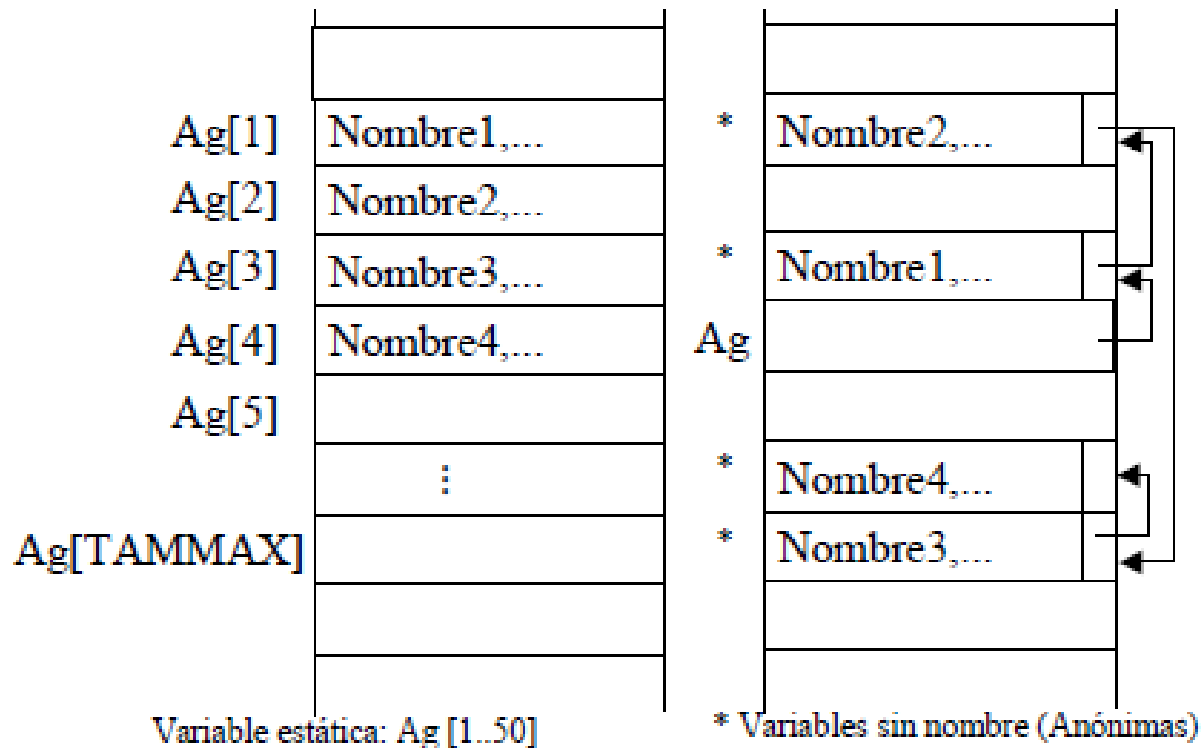 Ag[1] Nombre1,...
Ag[2] Nombre2,...
Ag[3] Nombre3,...
Ag[4] Nombre4,...
Ag[5]
⋮
Ag[TAMMAX]
Variable estática: Ag [1..50]
* Nombre2,...
* Nombre1,...
Ag
* Nombre4,...
* Nombre3,...
* Variables sin nombre (Anónimas)